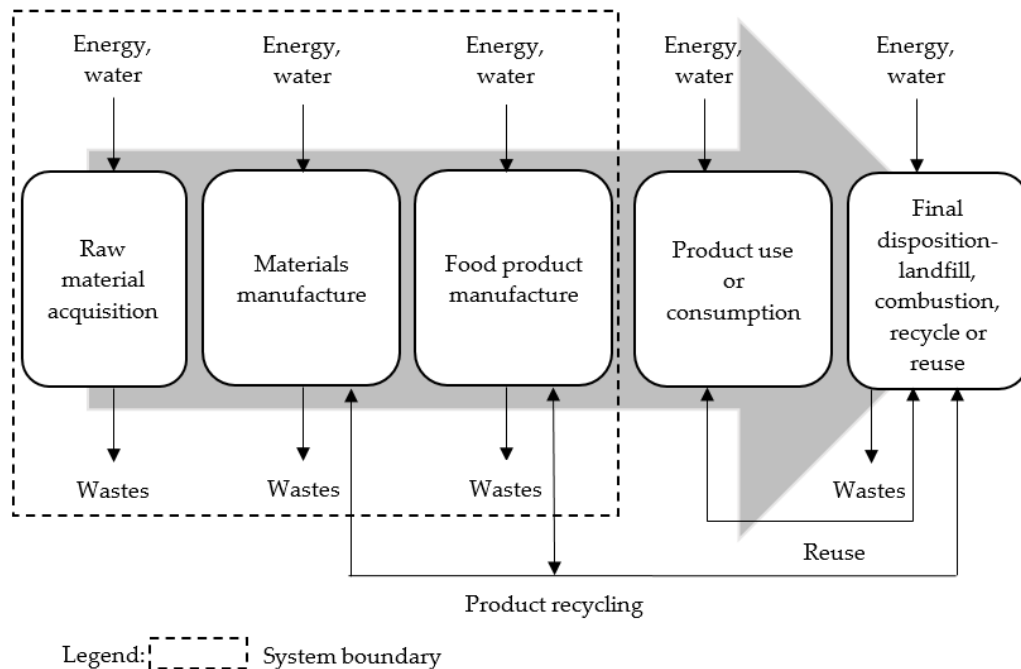 Energy,
water
Energy,
water
Energy,
water
Energy,
water
Energy,
water
Raw
material
acquisition
Materials
manufacture
Food product
manufacture
Product use
or
consumption
Final
disposition-
landfill,
combustion,
recycle or
reuse
Wastes
Wastes
Wastes
Wastes
Reuse
Product recycling
Legend:
System boundary